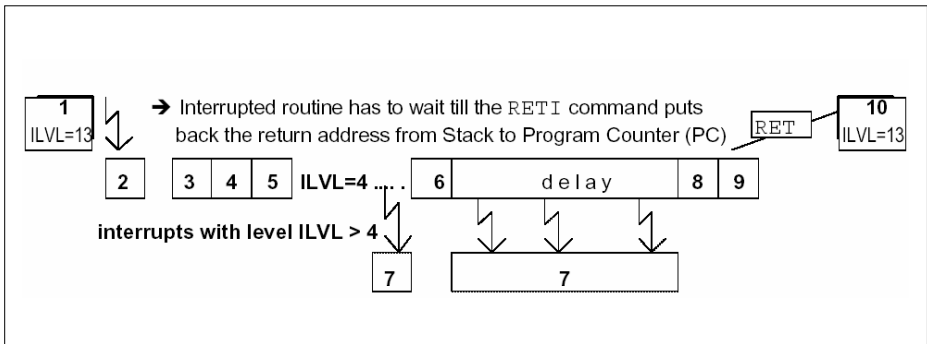 1
ILVL=13
➔ Interrupted routine has to wait till the RETI command puts
back the return address from Stack to Program Counter (PC)
RET
10
ILVL=13
2
3 4 5 ILVL=4 .... . 6 delay 8 9
interrupts with level ILVL > 4
7
7